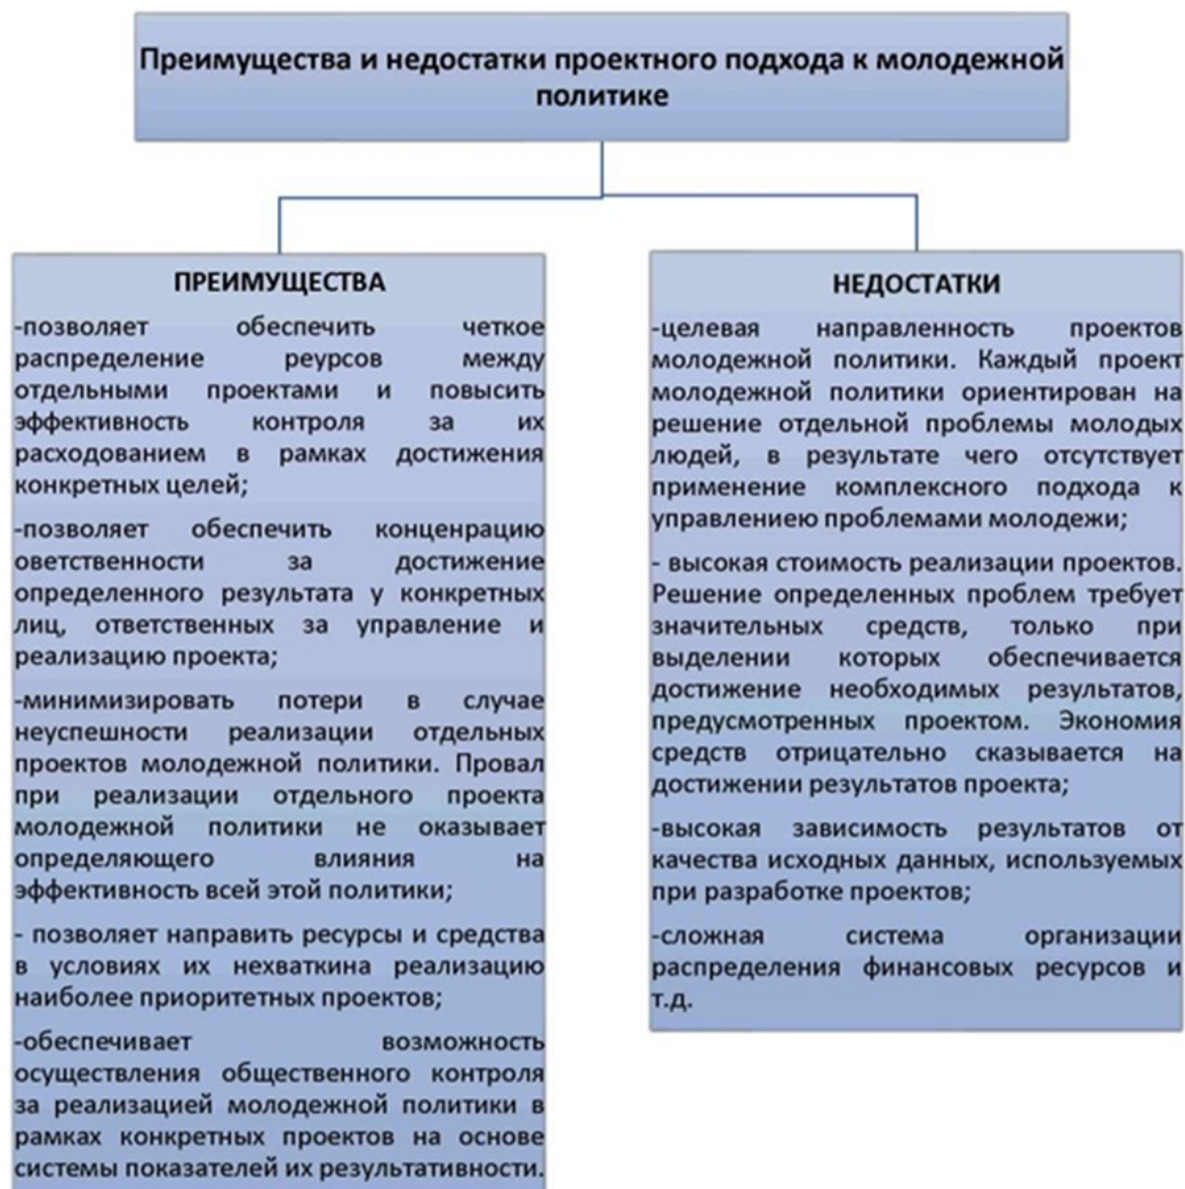 Преимущества и недостатки проектного подхода к молодежной
политике
ПРЕИМУЩЕСТВА
-позволяет обеспечить четкое
распределение реурсов между
отдельными проектами и повысить
эффективность контроля за их
расходованием в рамках достижения
конкретных целей;
-позволяет обеспечить конценрацию
оветственности за достижение
определенного результата у конкретных
лиц, ответственных за управление и
реализацию проекта;
-минимизировать потери в случае
неуспешности реализации отдельных
проектов молодежной политики. Провал
при реализации отдельного проекта
молодежной политики не оказывает
определяющего влияния на
эффективность всей этой политики;
- позволяет направить ресурсы и средства
в условиях их нехваткина реализацию
наиболее приоритетных проектов;
-обеспечивает возможность
осуществления общественного контроля
за реализацией молодежной политики в
рамках конкретных проектов на основе
системы показателей их результативности.
НЕДОСТАТКИ
-целевая направленность проектов
молодежной политики. Каждый проект
молодежной политики ориентирован на
решение отдельной проблемы молодых
людей, в результате чего отсутствует
применение комплексного подхода к
управлениею проблемами молодежи;
- высокая стоимость реализации проектов.
Решение определенных проблем требует
значительных средств, только при
выделении которых обеспечивается
достижение необходимых результатов,
предусмотренных проектом. Экономия
средств отрицательно сказывается на
достижении результатов проекта;
-высокая зависимость результатов от
качества исходных данных, используемых
при разработке проектов;
-сложная система организации
распределения финансовых ресурсов и
т.д.